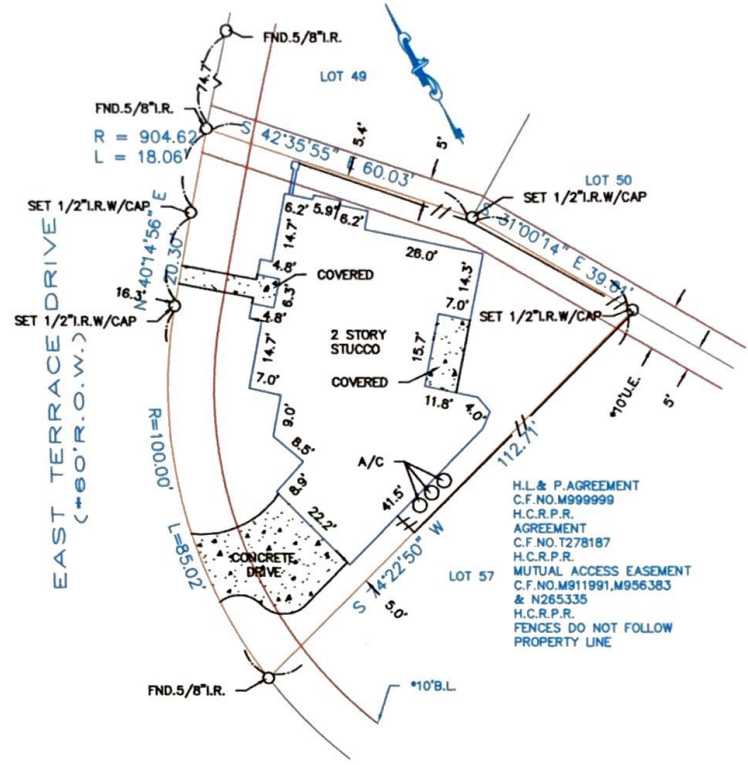 FND.5/8"I.R.
74.7'
LOT 49
FND.5/8"I.R.
R = 904.62'
L = 18.06'
S 42°35'55" E 60.03'
5.4'
5'
LOT 50
SET 1/2"I.R.W/CAP
S 31°00'14" E 39.61'
SET 1/2"I.R.W/CAP
N 40°14'56" E
20.30'
16.3'
SET 1/2"I.R.W/CAP
6.2'
5.9'
6.2'
14.7'
26.0'
4.8'
COVERED
6.3'
4.8'
14.3'
7.0'
SET 1/2"I.R.W/CAP
2 STORY
STUCCO
14.7'
15.7'
COVERED
7.0'
11.8'
4.0'
*10'U.E.
5'
9.0'
8.5'
8.9'
A/C
41.5'
112.71'
22.2'
EAST TERRACE DRIVE
(*60'R.O.W.)
R=100.00'
L=85.02'
CONCRETE
DRIVE
S 74°22'50" W
5.0'
LOT 57
H.L.& P.AGREEMENT
C.F.NO.M999999
H.C.R.P.R.
AGREEMENT
C.F.NO.T278187
H.C.R.P.R.
MUTUAL ACCESS EASEMENT
C.F.NO.M911991,M956383
& N265335
H.C.R.P.R.
FENCES DO NOT FOLLOW
PROPERTY LINE
FND.5/8"I.R.
*10'B.L.